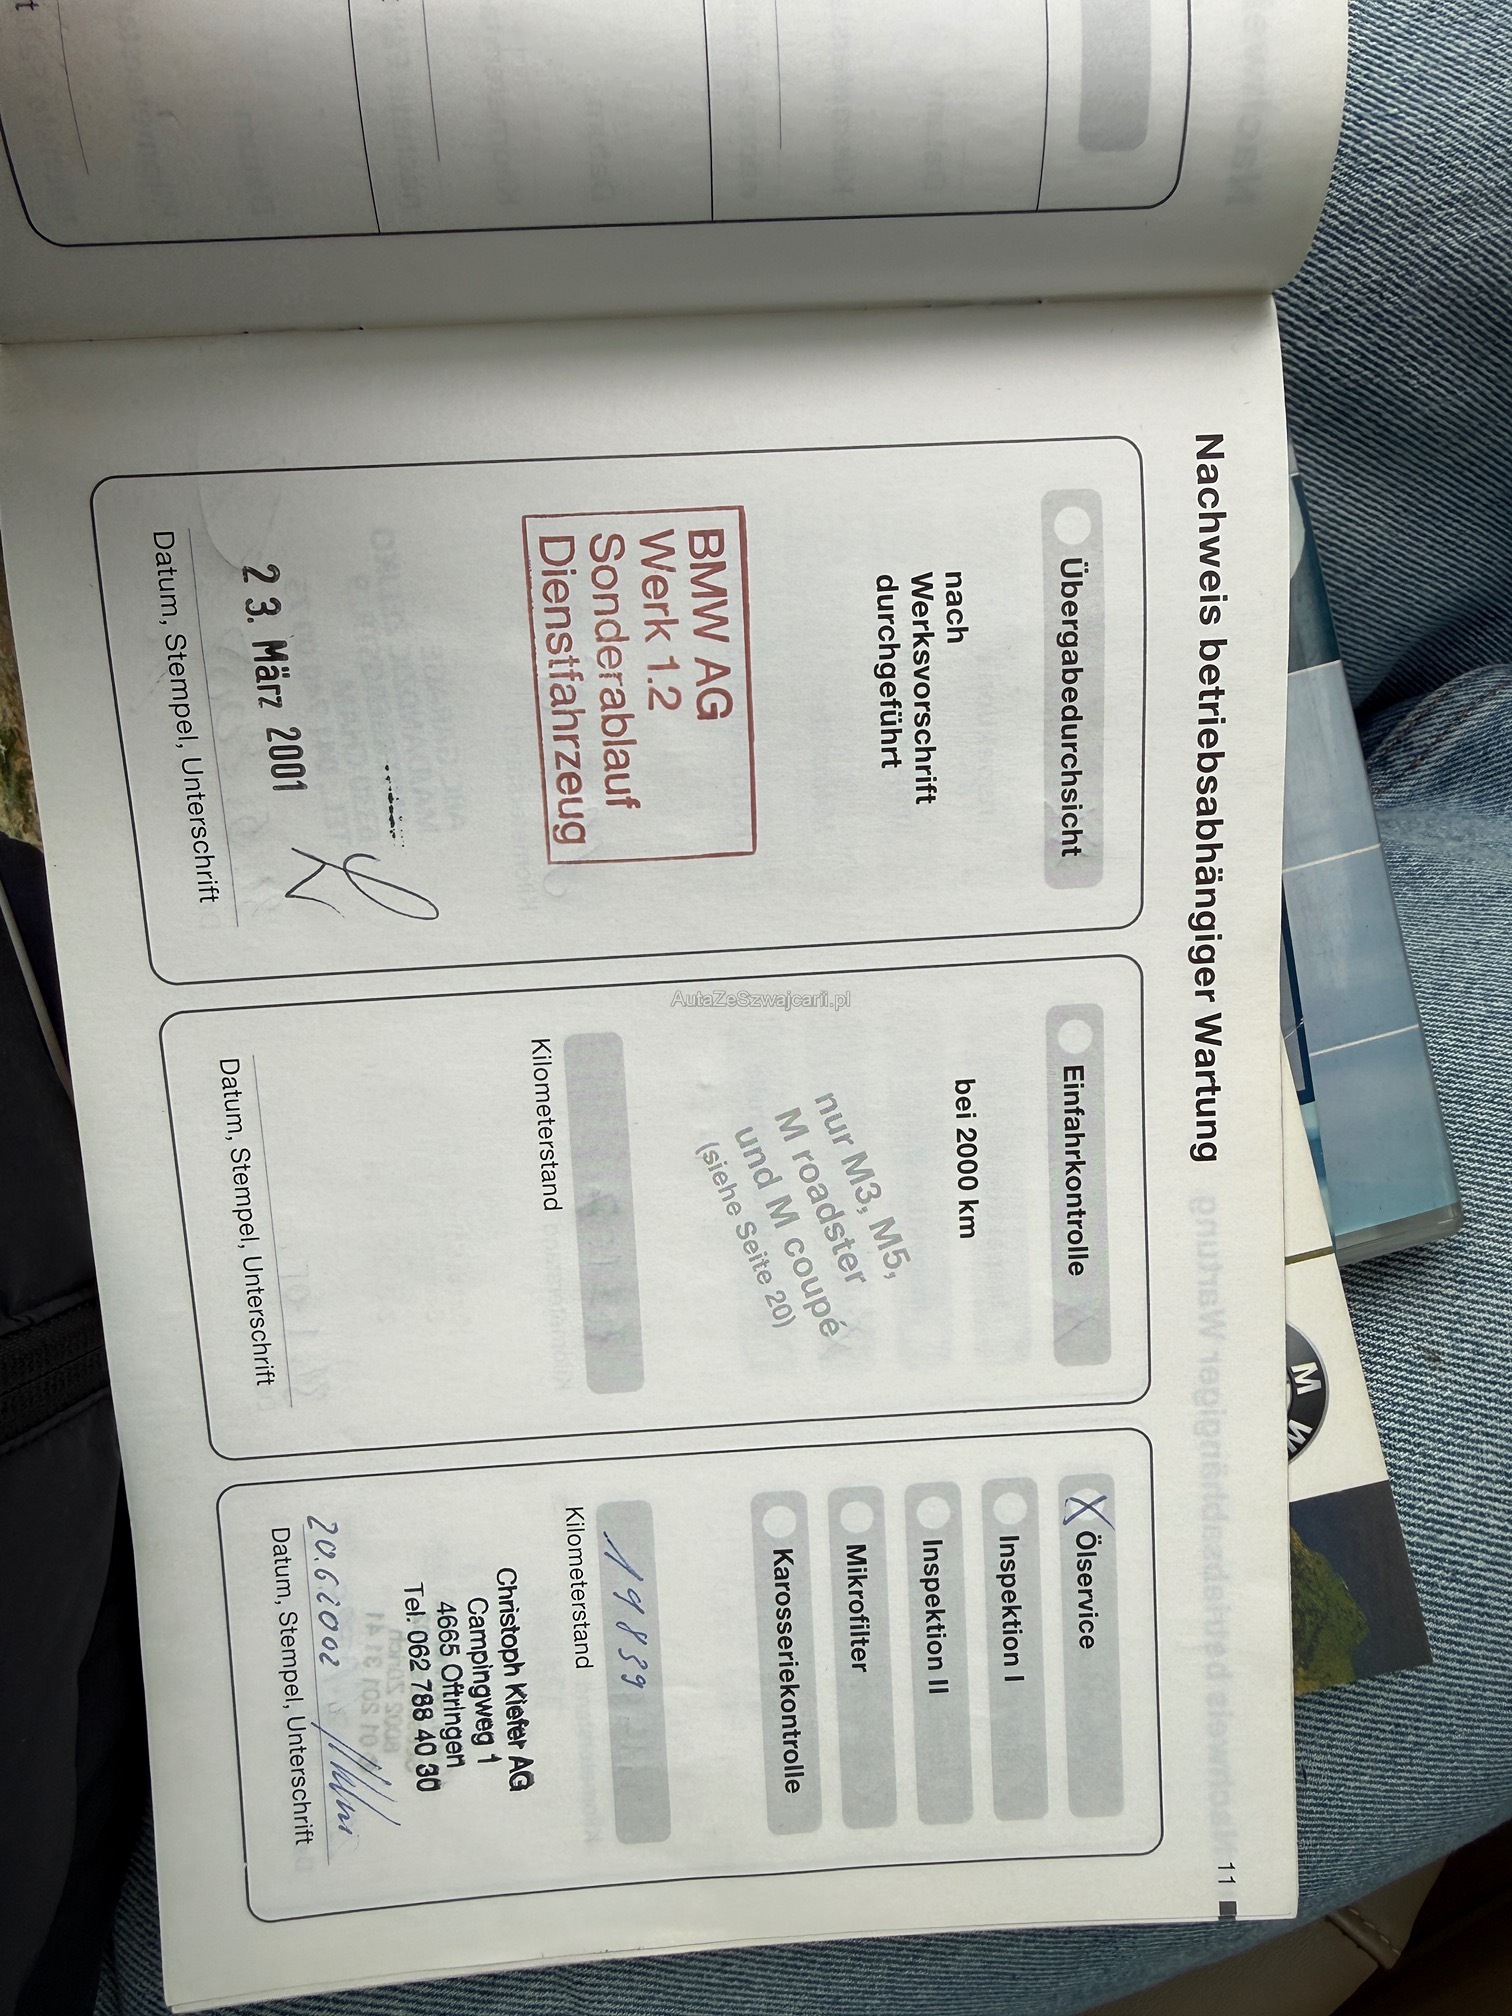 Nachweis betriebsabhängiger Wartung
11
Übergabedurchsicht
nach
Werksvorschrift
durchgeführt
BMW AG
Werk 1.2
Sonderablauf
Dienstfahrzeug
23. März 2001
Datum, Stempel, Unterschrift
Einfahrkontrolle
bei 2000 km
nur M3, M5,
M roadster
und M coupé
(siehe Seite 20)
Kilometerstand
Datum, Stempel, Unterschrift
X Ölservice
Inspektion I
Inspektion II
Mikrofilter
Karosseriekontrolle
19839
Kilometerstand
Christoph Kiefer AG
Campingweg 1
4665 Oftringen
Tel. 062 788 40 30
20.6.2002
Datum, Stempel, Unterschrift
AutaZeSzwajcarii.pl
M W